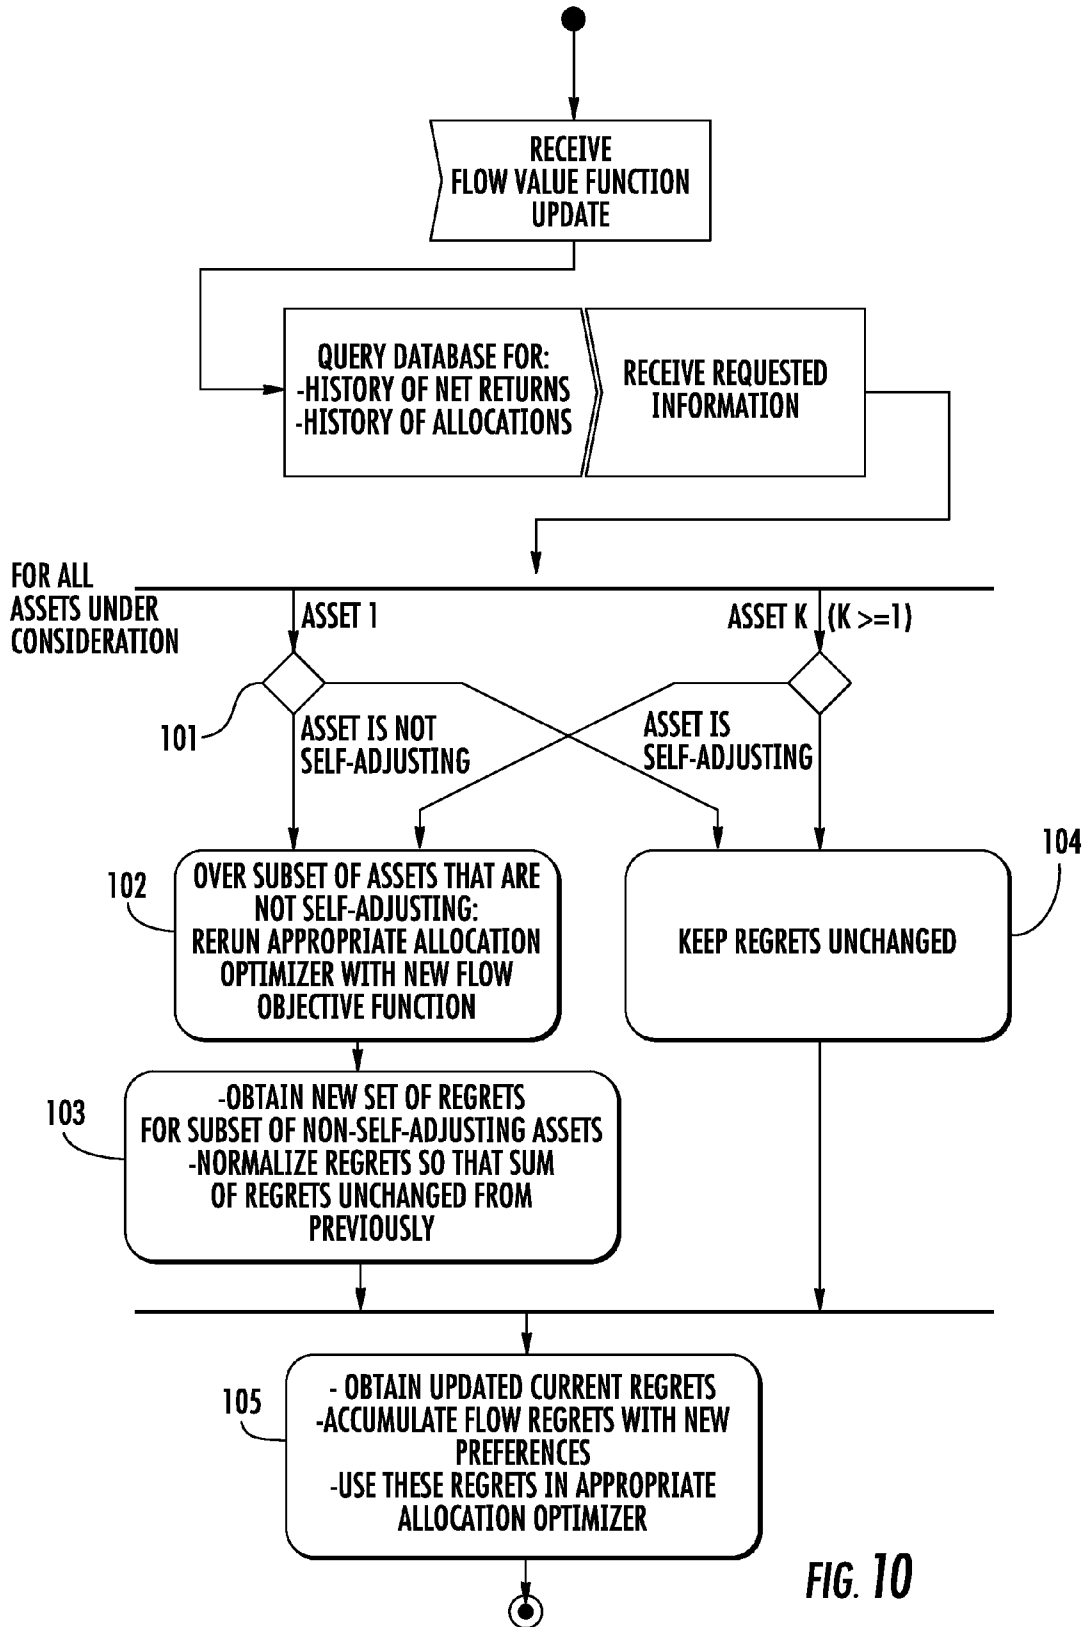 RECEIVE
FLOW VALUE FUNCTION
UPDATE
QUERY DATABASE FOR:
-HISTORY OF NET RETURNS
-HISTORY OF ALLOCATIONS
RECEIVE REQUESTED
INFORMATION
FOR ALL
ASSETS UNDER
CONSIDERATION
ASSET 1
ASSET K (K >=1)
101
ASSET IS NOT
SELF-ADJUSTING
ASSET IS
SELF-ADJUSTING
102
OVER SUBSET OF ASSETS THAT ARE
NOT SELF-ADJUSTING:
RERUN APPROPRIATE ALLOCATION
OPTIMIZER WITH NEW FLOW
OBJECTIVE FUNCTION
104
KEEP REGRETS UNCHANGED
103
-OBTAIN NEW SET OF REGRETS
FOR SUBSET OF NON-SELF-ADJUSTING ASSETS
-NORMALIZE REGRETS SO THAT SUM
OF REGRETS UNCHANGED FROM
PREVIOUSLY
105
- OBTAIN UPDATED CURRENT REGRETS
-ACCUMULATE FLOW REGRETS WITH NEW
PREFERENCES
-USE THESE REGRETS IN APPROPRIATE
ALLOCATION OPTIMIZER
FIG. 10